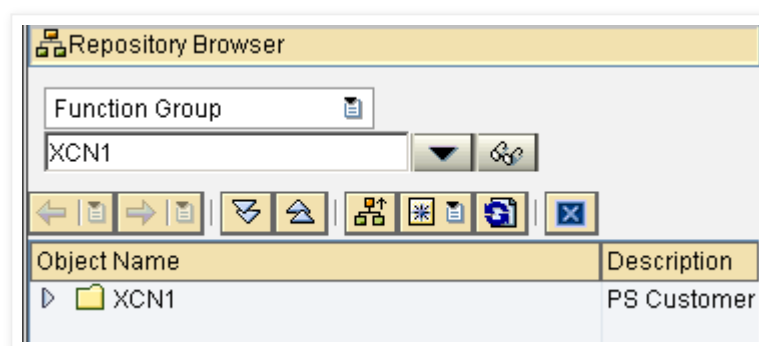 Repository Browser
Function Group
XCN1
Object Name Description
XCN1 PS Customer